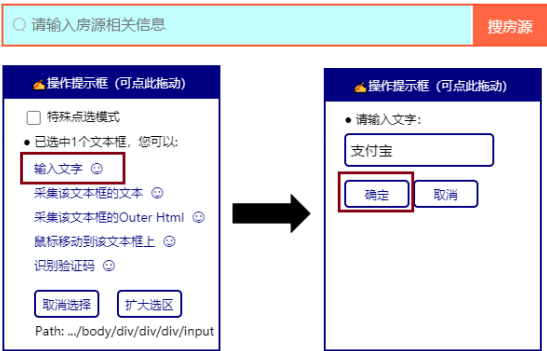 请输入房源相关信息 搜房源
✍操作提示框（可点此拖动）
特殊点选模式
● 已选中1个文本框，您可以:
输入文字 ☺
采集该文本框的文本 ☺
采集该文本框的Outer Html ☺
鼠标移动到该文本框上 ☺
识别验证码 ☺
取消选择 扩大选区
Path: .../body/div/div/div/input
✍操作提示框（可点此拖动）
● 请输入文字：
支付宝
确定 取消